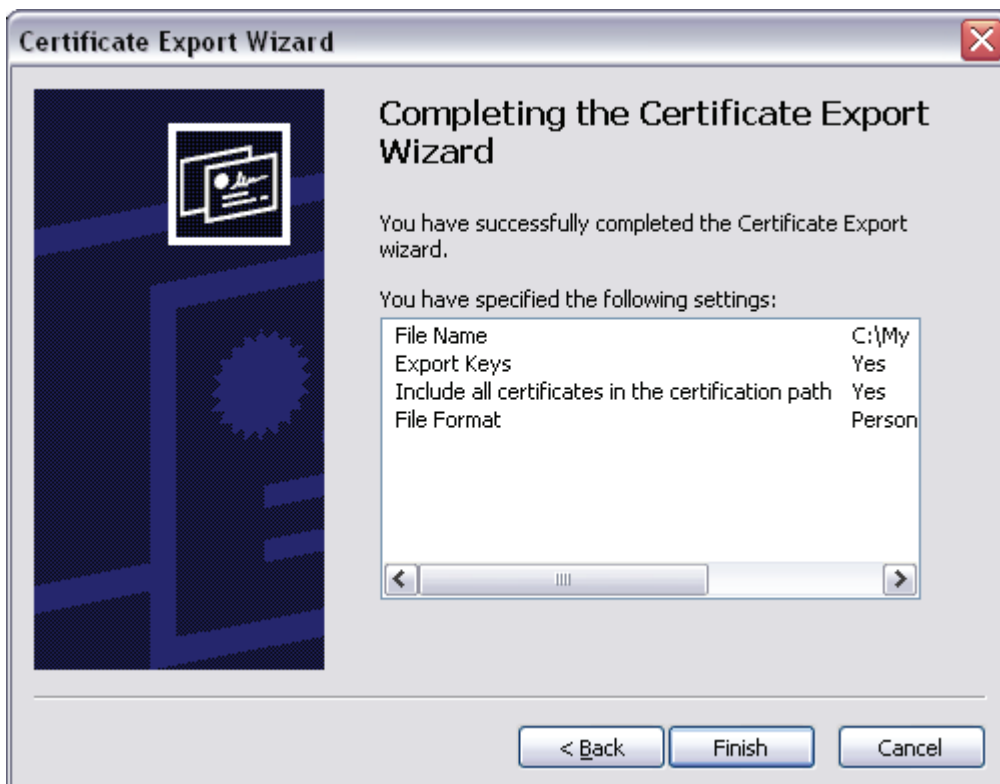 Certificate Export Wizard
Completing the Certificate Export
Wizard
You have successfully completed the Certificate Export
wizard.
You have specified the following settings:
File Name C:\My
Export Keys Yes
Include all certificates in the certification path Yes
File Format Person
< Back Finish Cancel